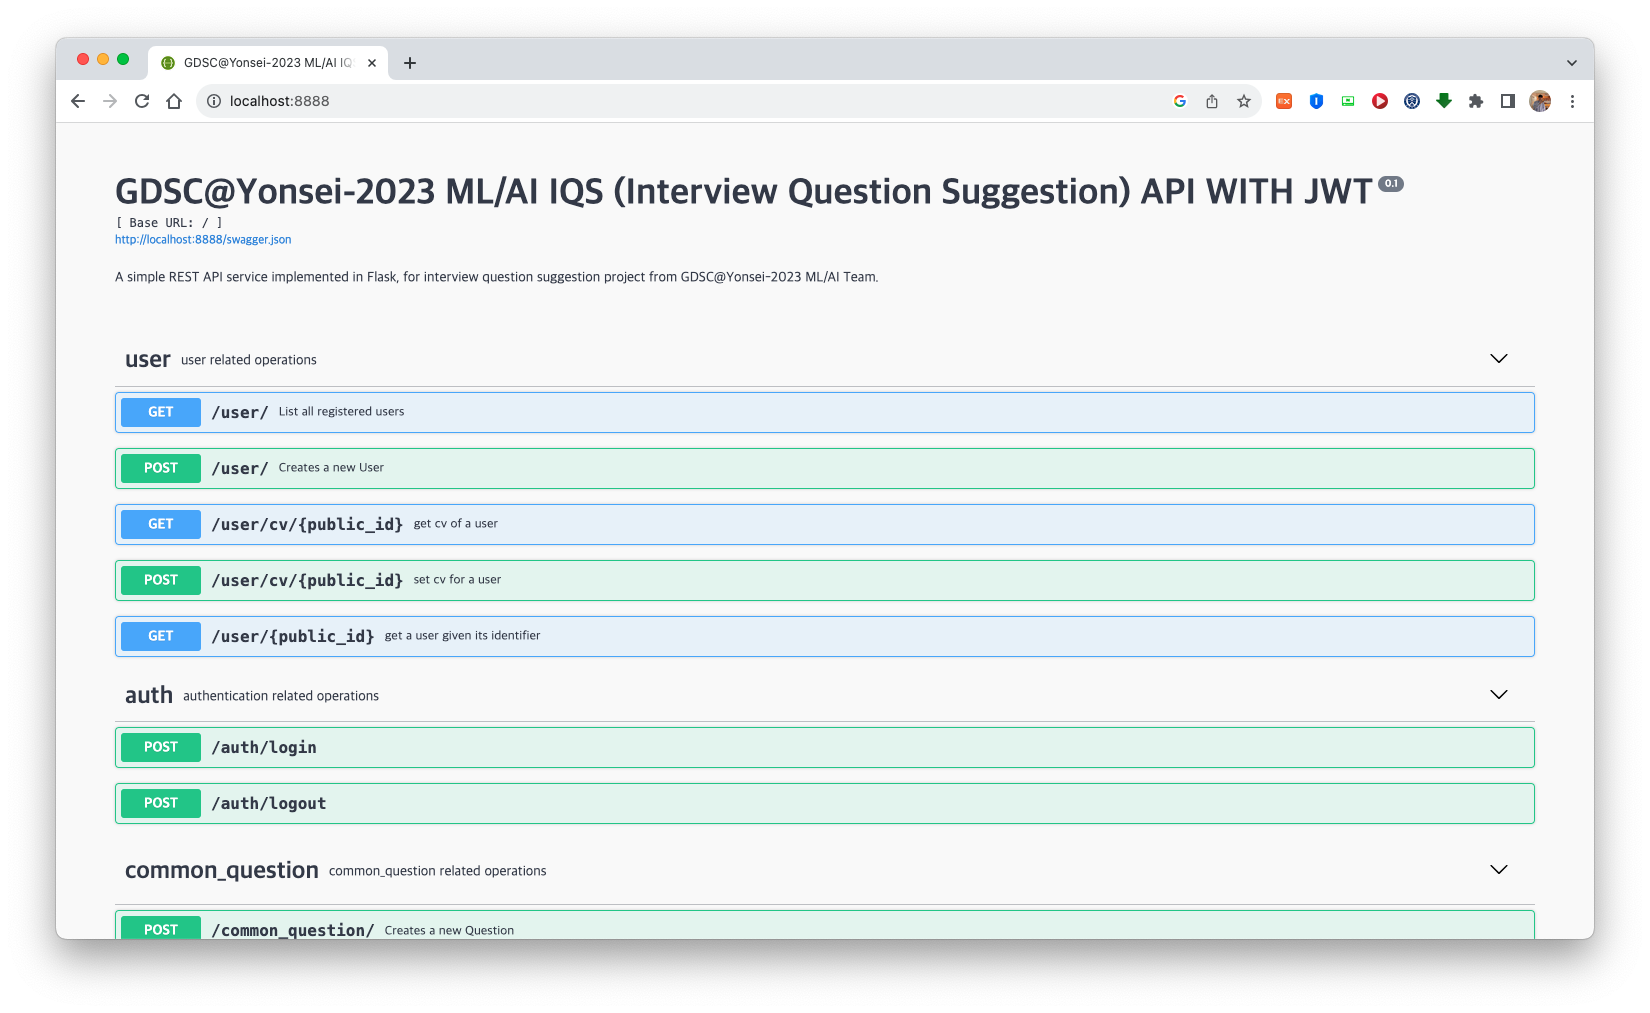 GDSC@Yonsei-2023 ML/AI IQ
localhost:8888
GDSC@Yonsei-2023 ML/AI IQS (Interview Question Suggestion) API WITH JWT 0.1
[ Base URL: / ]
http://localhost:8888/swagger.json
A simple REST API service implemented in Flask, for interview question suggestion project from GDSC@Yonsei-2023 ML/AI Team.
user user related operations
GET /user/ List all registered users
POST /user/ Creates a new User
GET /user/cv/{public_id} get cv of a user
POST /user/cv/{public_id} set cv for a user
GET /user/{public_id} get a user given its identifier
auth authentication related operations
POST /auth/login
POST /auth/logout
common_question common_question related operations
POST /common_question/ Creates a new Question